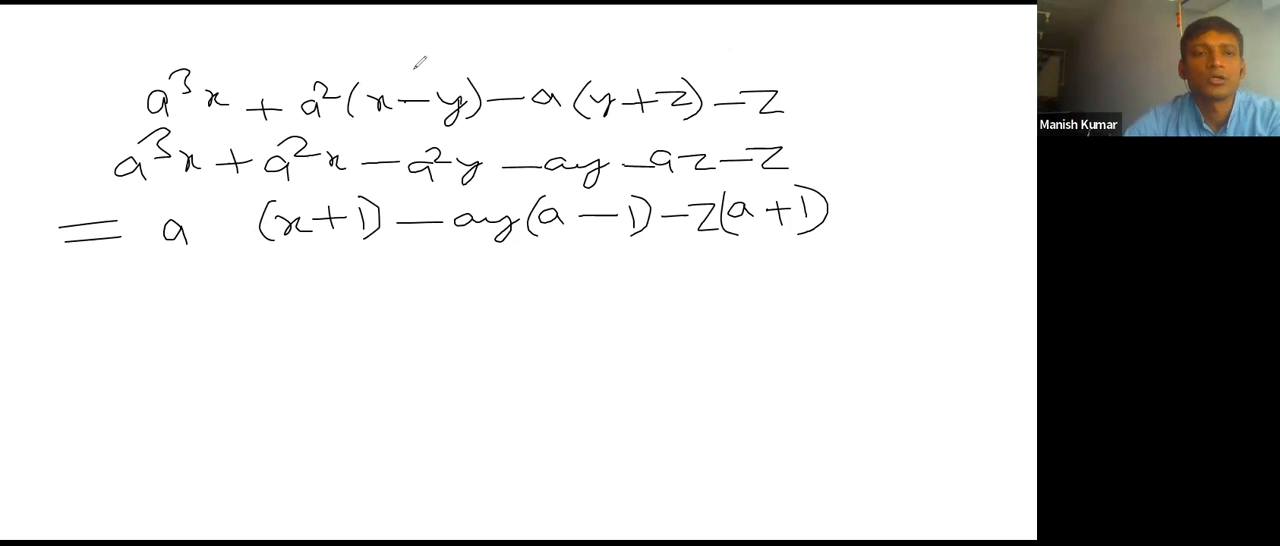 a³x + a²(x-y) - a(y+z) - z
a³x + a²x - a²y - ay - az - z
= a (x+1) - ay(a-1) - z(a+1)
Manish Kumar